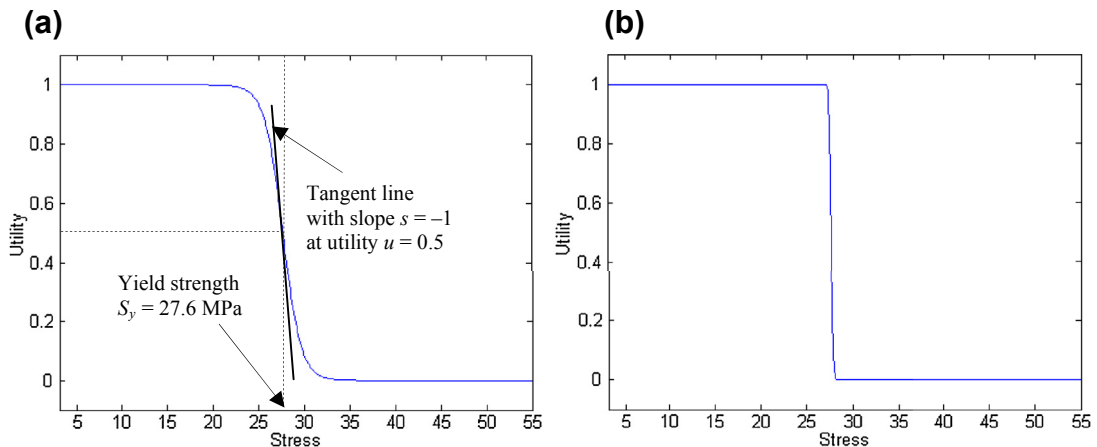 (a)
(b)
1
0.8
0.6
0.4
0.2
0
Utility
Tangent line
with slope s = –1
at utility u = 0.5
Yield strength
Sy = 27.6 MPa
5 10 15 20 25 30 35 40 45 50 55
Stress
1
0.8
0.6
0.4
0.2
0
Utility
5 10 15 20 25 30 35 40 45 50 55
Stress